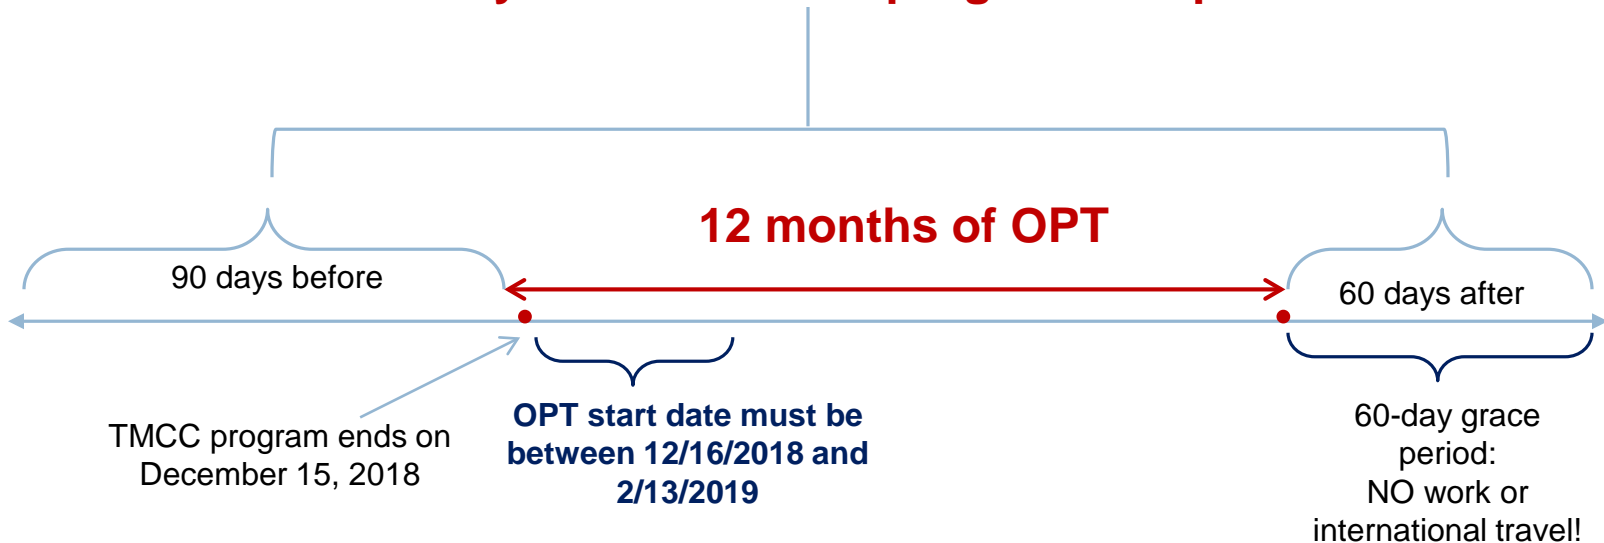 12 months of OPT
90 days before
60 days after
TMCC program ends on
December 15, 2018
OPT start date must be
between 12/16/2018 and
2/13/2019
60-day grace
period:
NO work or
international travel!